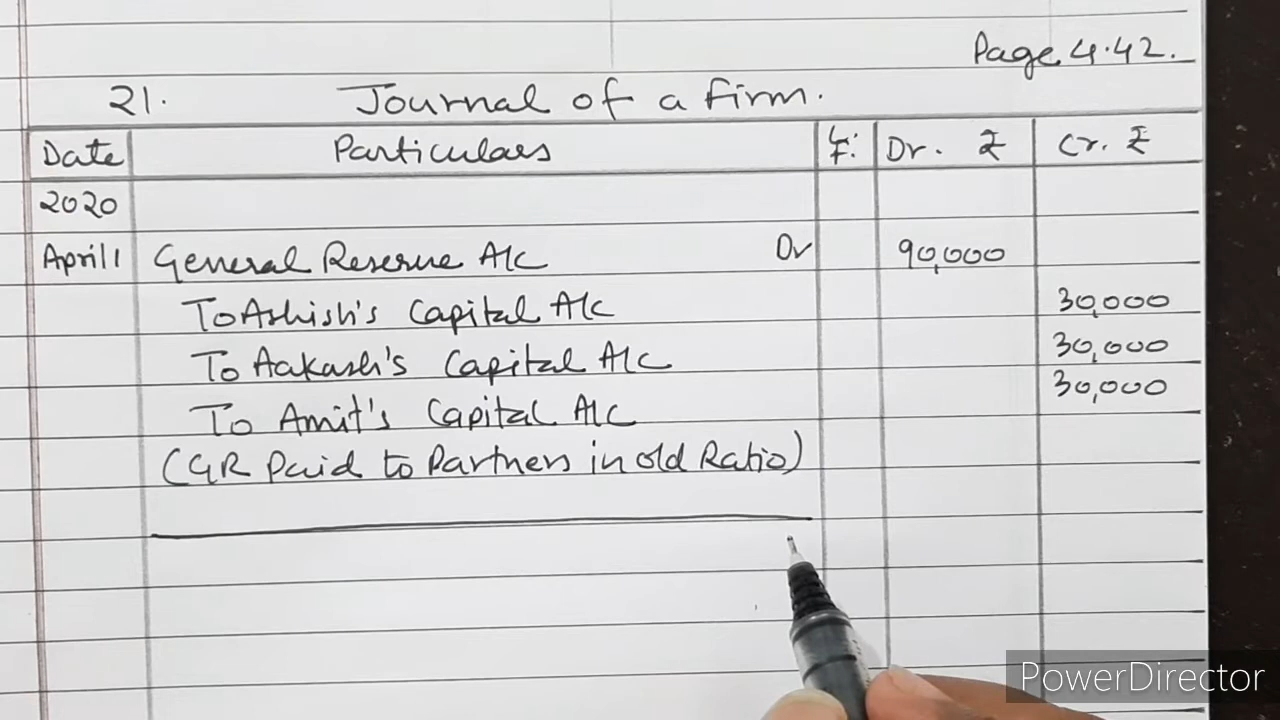 Page 4.42.
21. Journal of a firm.
Date Particulars L.F. Dr. ₹ Cr. ₹
2020
April 1 General Reserve A/c Dr 90,000
To Ashish's Capital A/c 30,000
To Aakash's Capital A/c 30,000
To Amit's Capital A/c 30,000
(GR Paid to Partners in old Ratio)
PowerDirector